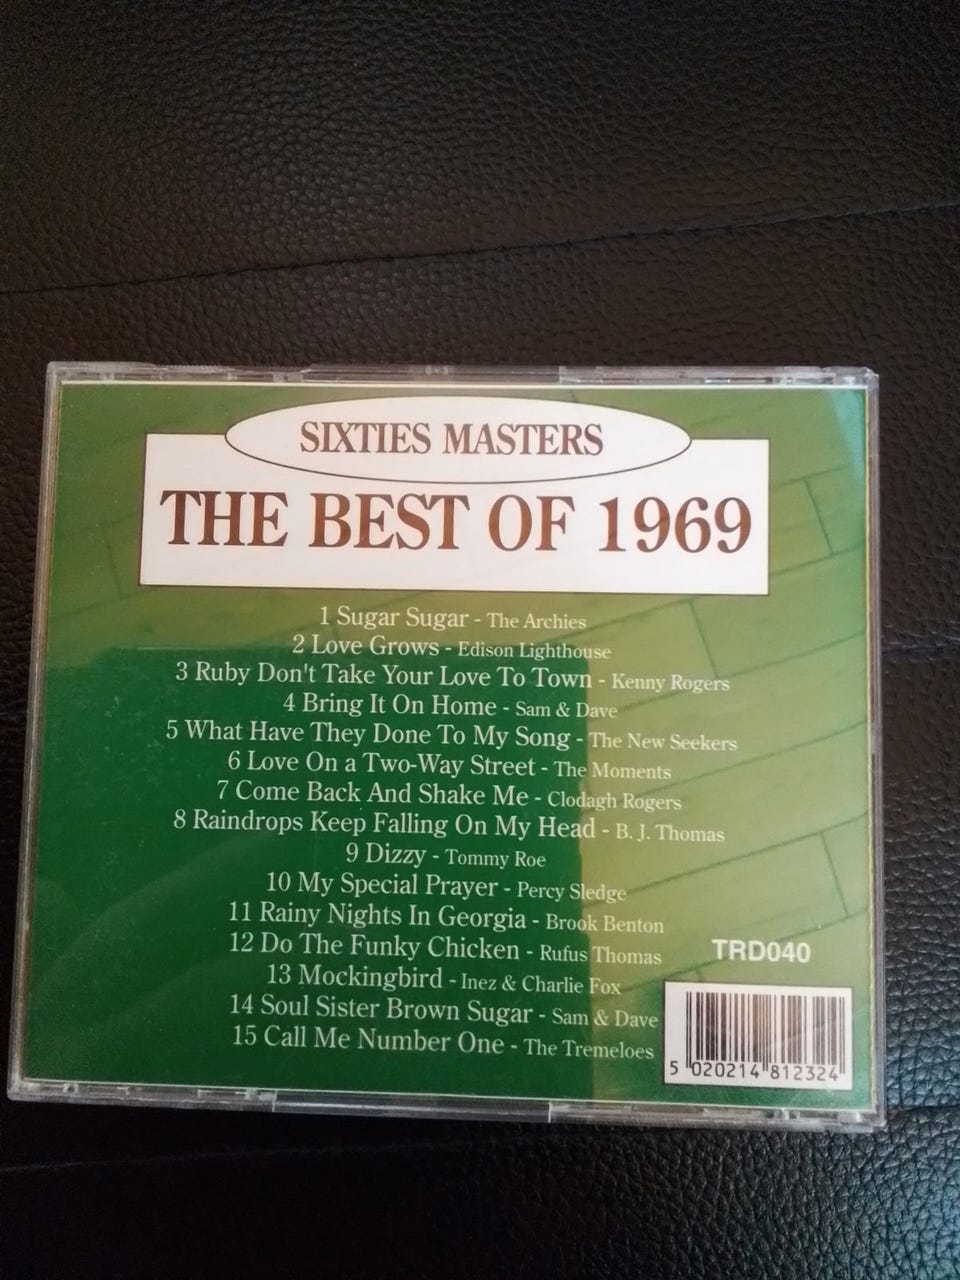 SIXTIES MASTERS
THE BEST OF 1969
1 Sugar Sugar - The Archies
2 Love Grows - Edison Lighthouse
3 Ruby Don't Take Your Love To Town - Kenny Rogers
4 Bring It On Home - Sam & Dave
5 What Have They Done To My Song - The New Seekers
6 Love On a Two-Way Street - The Moments
7 Come Back And Shake Me - Clodagh Rogers
8 Raindrops Keep Falling On My Head - B. J. Thomas
9 Dizzy - Tommy Roe
10 My Special Prayer - Percy Sledge
11 Rainy Nights In Georgia - Brook Benton
12 Do The Funky Chicken - Rufus Thomas
13 Mockingbird - Inez & Charlie Fox
14 Soul Sister Brown Sugar - Sam & Dave
15 Call Me Number One - The Tremeloes
TRD040
5 020214 812324